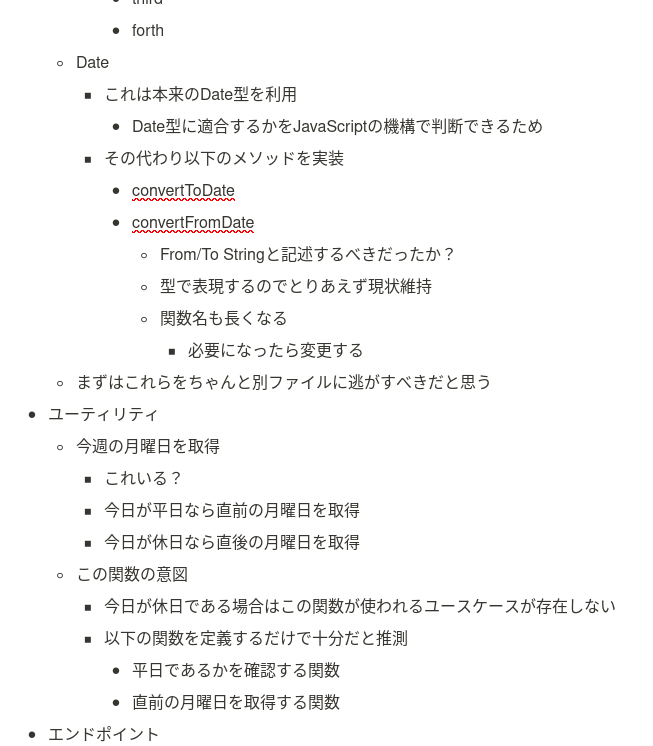 third
forth
Date
これは本来のDate型を利用
Date型に適合するかをJavaScriptの機構で判断できるため
その代わり以下のメソッドを実装
convertToDate
convertFromDate
From/To Stringと記述するべきだったか？
型で表現するのでとりあえず現状維持
関数名も長くなる
必要になったら変更する
まずはこれらをちゃんと別ファイルに逃がすべきだと思う
ユーティリティ
今週の月曜日を取得
これいる？
今日が平日なら直前の月曜日を取得
今日が休日なら直後の月曜日を取得
この関数の意図
今日が休日である場合はこの関数が使われるユースケースが存在しない
以下の関数を定義するだけで十分だと推測
平日であるかを確認する関数
直前の月曜日を取得する関数
エンドポイント